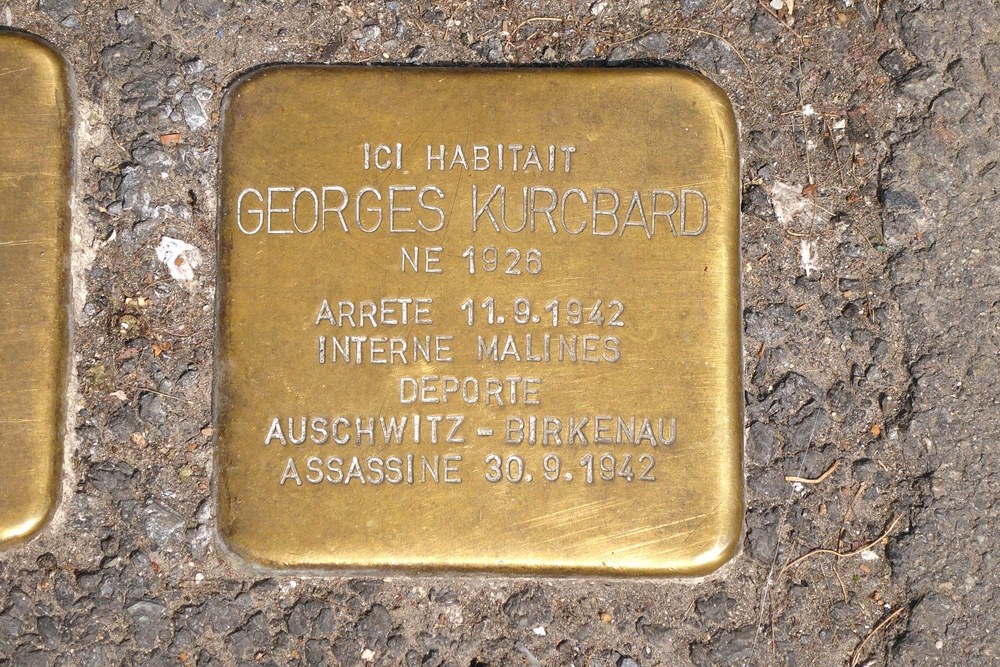 ICI HABITAIT
GEORGES KURCBARD
NE 1926
ARRETE 11.9.1942
INTERNE MALINES
DEPORTE
AUSCHWITZ - BIRKENAU
ASSASSINE 30.9.1942